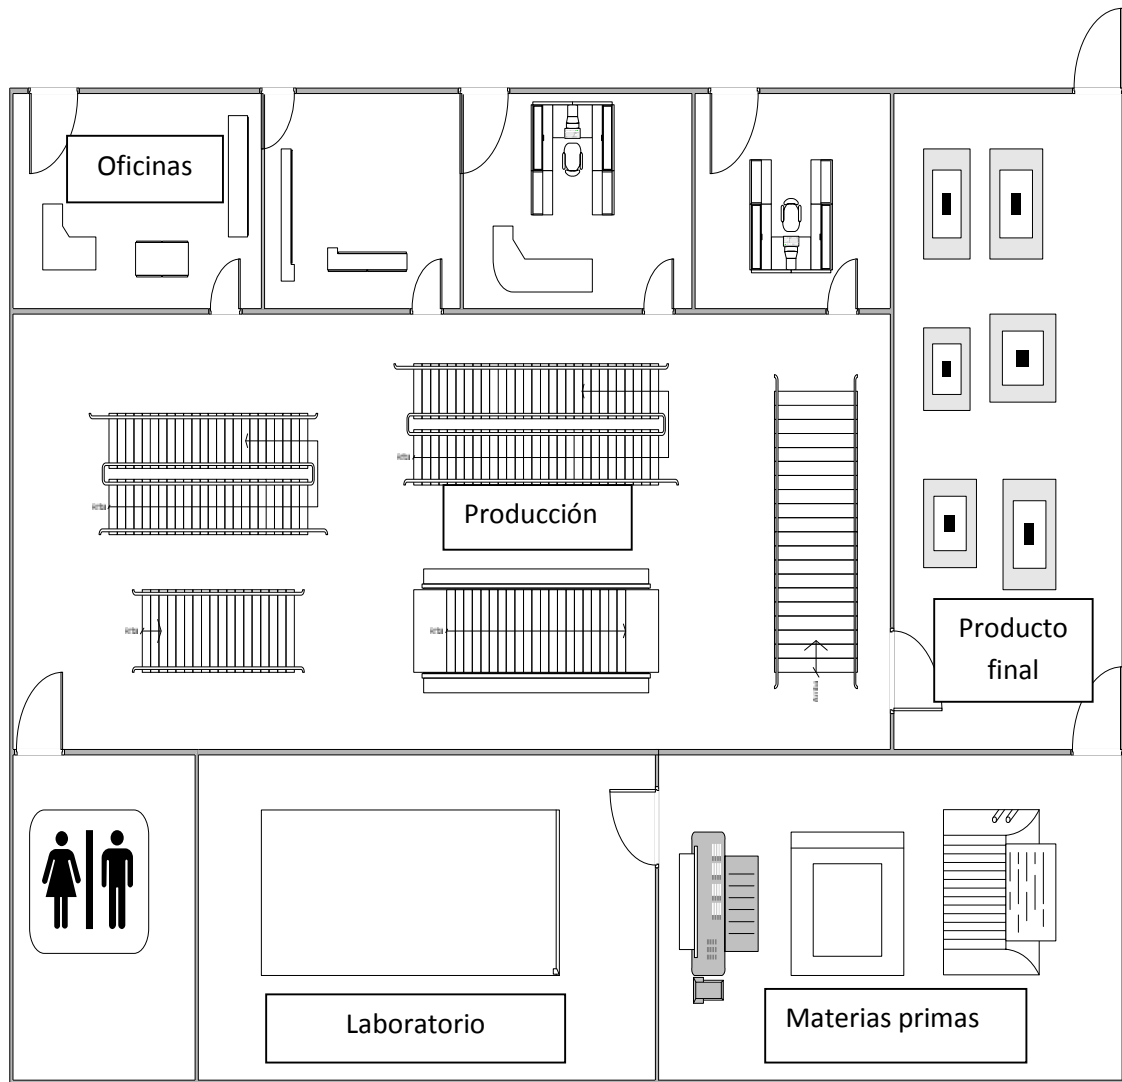 Oficinas
Producción
Producto
final
Laboratorio
Materias primas